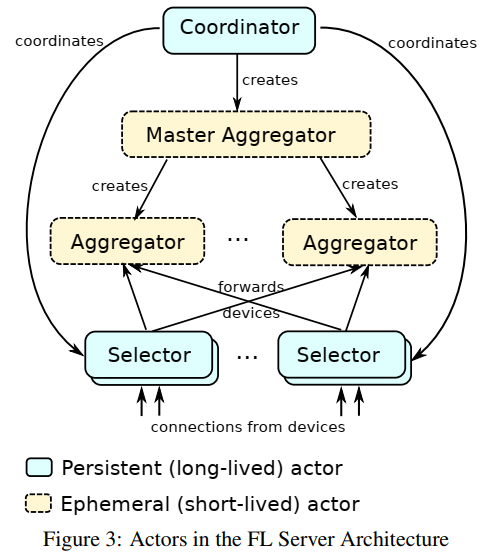 Coordinator
coordinates
coordinates
creates
Master Aggregator
creates
creates
Aggregator
...
Aggregator
forwards
devices
Selector
...
Selector
connections from devices
Persistent (long-lived) actor
Ephemeral (short-lived) actor
Figure 3: Actors in the FL Server Architecture